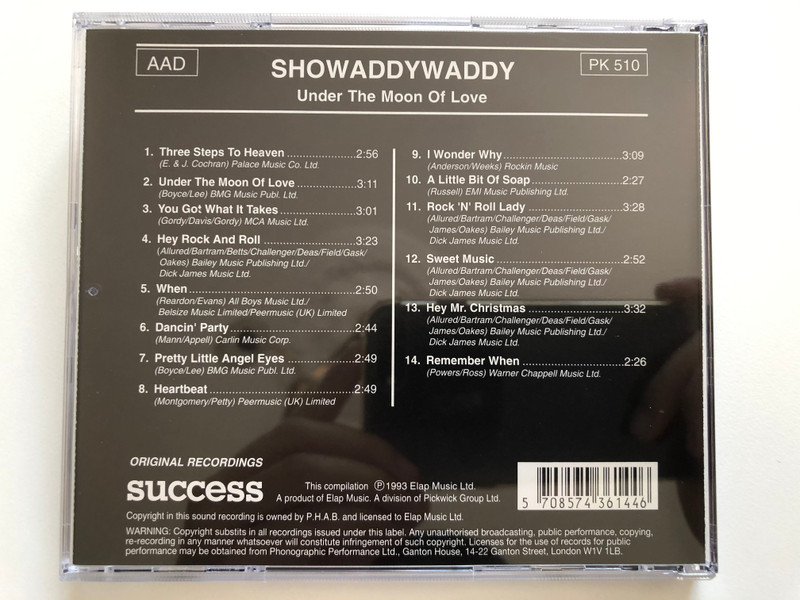 AAD
SHOWADDYWADDY
PK 510
Under The Moon Of Love
1. Three Steps To Heaven ..................2:56
(E. & J. Cochran) Palace Music Co. Ltd.
2. Under The Moon Of Love ...............3:11
(Boyce/Lee) BMG Music Publ. Ltd.
3. You Got What It Takes ...................3:01
(Gordy/Davis/Gordy) MCA Music Ltd.
4. Hey Rock And Roll .......................3:23
(Allured/Bartram/Betts/Challenger/Deas/Field/Gask/
Oakes) Bailey Music Publishing Ltd./
Dick James Music Ltd.
5. When ..........................................2:50
(Reardon/Evans) All Boys Music Ltd./
Belsize Music Limited/Peermusic (UK) Limited
6. Dancin' Party ...............................2:44
(Mann/Appell) Carlin Music Corp.
7. Pretty Little Angel Eyes .................2:49
(Boyce/Lee) BMG Music Publ. Ltd.
8. Heartbeat .....................................2:49
(Montgomery/Petty) Peermusic (UK) Limited
9. I Wonder Why ..............................3:09
(Anderson/Weeks) Rockin Music
10. A Little Bit Of Soap .......................2:27
(Russell) EMI Music Publishing Ltd.
11. Rock 'N' Roll Lady .......................3:28
(Allured/Bartram/Challenger/Deas/Field/Gask/
James/Oakes) Bailey Music Publishing Ltd./
Dick James Music Ltd.
12. Sweet Music ................................2:52
(Allured/Bartram/Challenger/Deas/Field/Gask/
James/Oakes) Bailey Music Publishing Ltd./
Dick James Music Ltd.
13. Hey Mr. Christmas ........................3:32
(Allured/Bartram/Challenger/Deas/Field/Gask/
James/Oakes) Bailey Music Publishing Ltd./
Dick James Music Ltd.
14. Remember When .........................2:26
(Powers/Ross) Warner Chappell Music Ltd.
ORIGINAL RECORDINGS
success
This compilation Ⓟ 1993 Elap Music Ltd.
A product of Elap Music. A division of Pickwick Group Ltd.
5 708574 361446
Copyright in this sound recording is owned by P.H.A.B. and licensed to Elap Music Ltd.
WARNING: Copyright substits in all recordings issued under this label. Any unauthorised broadcasting, public performance, copying,
re-recording in any manner whatsoever will constitute infringement of such copyright. Licenses for the use of records for public
performance may be obtained from Phonographic Performance Ltd., Ganton House, 14-22 Ganton Street, London W1V 1LB.